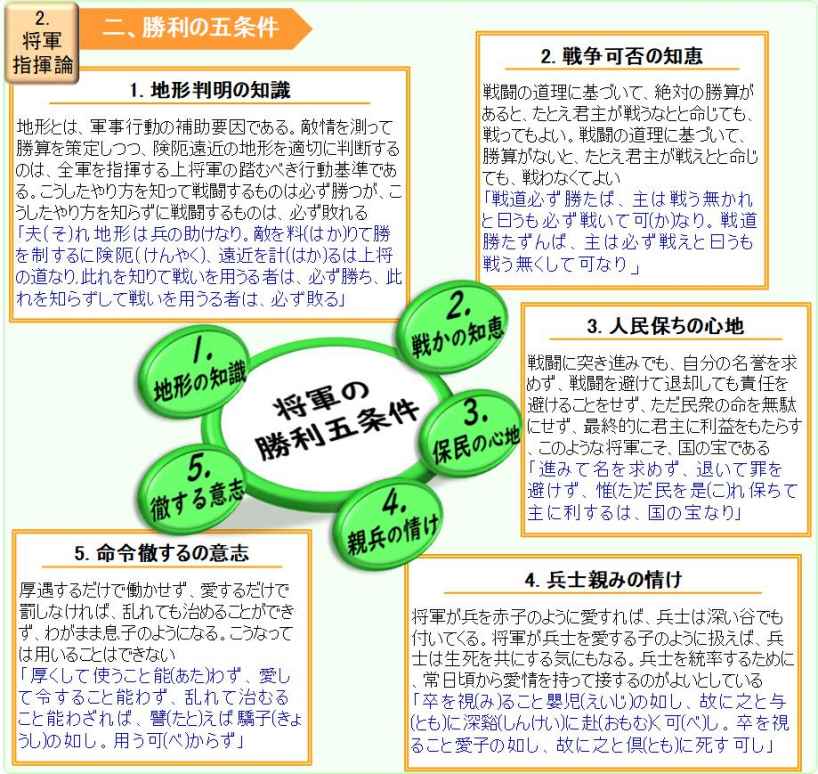 2.
将軍
指揮論
二、勝利の五条件
1. 地形判明の知識
地形とは、軍事行動の補助要因である。敵情を測って
勝算を策定しつつ、険阨遠近の地形を適切に判断する
のは、全軍を指揮する上将軍の踏むべき行動基準であ
る。こうしたやり方を知って戦闘するものは必ず勝つが、こ
うしたやり方を知らずに戦闘するものは、必ず敗れる
「夫(そ)れ地形は兵の助けなり。敵を料(はか)りて勝
を制するに険阨(けんやく)、遠近を計(はか)るは上将
の道なり.此れを知りて戦いを用うる者は、必ず勝ち、此
れを知らずして戦いを用うる者は、必ず敗る」
2. 戦争可否の知恵
戦闘の道理に基づいて、絶対の勝算が
あると、たとえ君主が戦うなとと命じても、
戦ってもよい。戦闘の道理に基づいて、
勝算がないと、たとえ君主が戦えとと命じ
ても、戦わなくてよい
「戦道必ず勝たば、主は戦う無かれ
と曰うも必ず戦いて可(か)なり。戦道
勝たずんば、主は必ず戦えと曰うも
戦う無くして可なり」
3. 人民保ちの心地
戦闘に突き進みでも、自分の名誉を求
めず、戦闘を避けて退却しても責任を
避けることをせず、ただ民衆の命を無駄
にせず、最終的に君主に利益をもたらす
、このような将軍こそ、国の宝である
「進みて名を求めず、退いて罪を
避けず、惟(た)だ民を是(こ)れ保ちて
主に利するは、国の宝なり」
将軍の
勝利五条件
1.
地形の知識
2.
戦かの知恵
3.
保民の心地
4.
親兵の情け
5.
徹する意志
5. 命令徹するの意志
厚遇するだけで働かせず、愛するだけで
罰しなければ、乱れても治めることができ
ず、わがまま息子のようになる。こうなって
は用いることはできない
「厚くして使うこと能(あた)わず、愛し
て令すること能わず、乱れて治むる
こと能わざれば、譬(たと)えば驕子(きょ
うし)の如し。用う可(べ)からず」
4. 兵士親みの情け
将軍が兵を赤子のように愛すれば、兵士は深い谷でも
付いてくる。将軍が兵士を愛する子のように扱えば、兵
士は生死を共にする気にもなる。兵士を統率するために
、常日頃から愛情を持って接するのがよいとしている
「卒を視(み)ること嬰児(えいじ)の如し、故に之と与
(とも)に深谿(しんけい)に赴(おもむ)く可(べ)し。卒を視
ること愛子の如し、故に之と倶(とも)に死す可し」